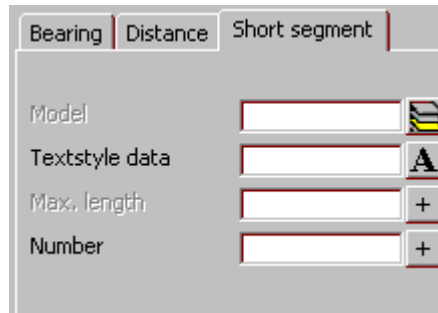 Bearing Distance Short segment
Model
Textstyle data A
Max. length +
Number +